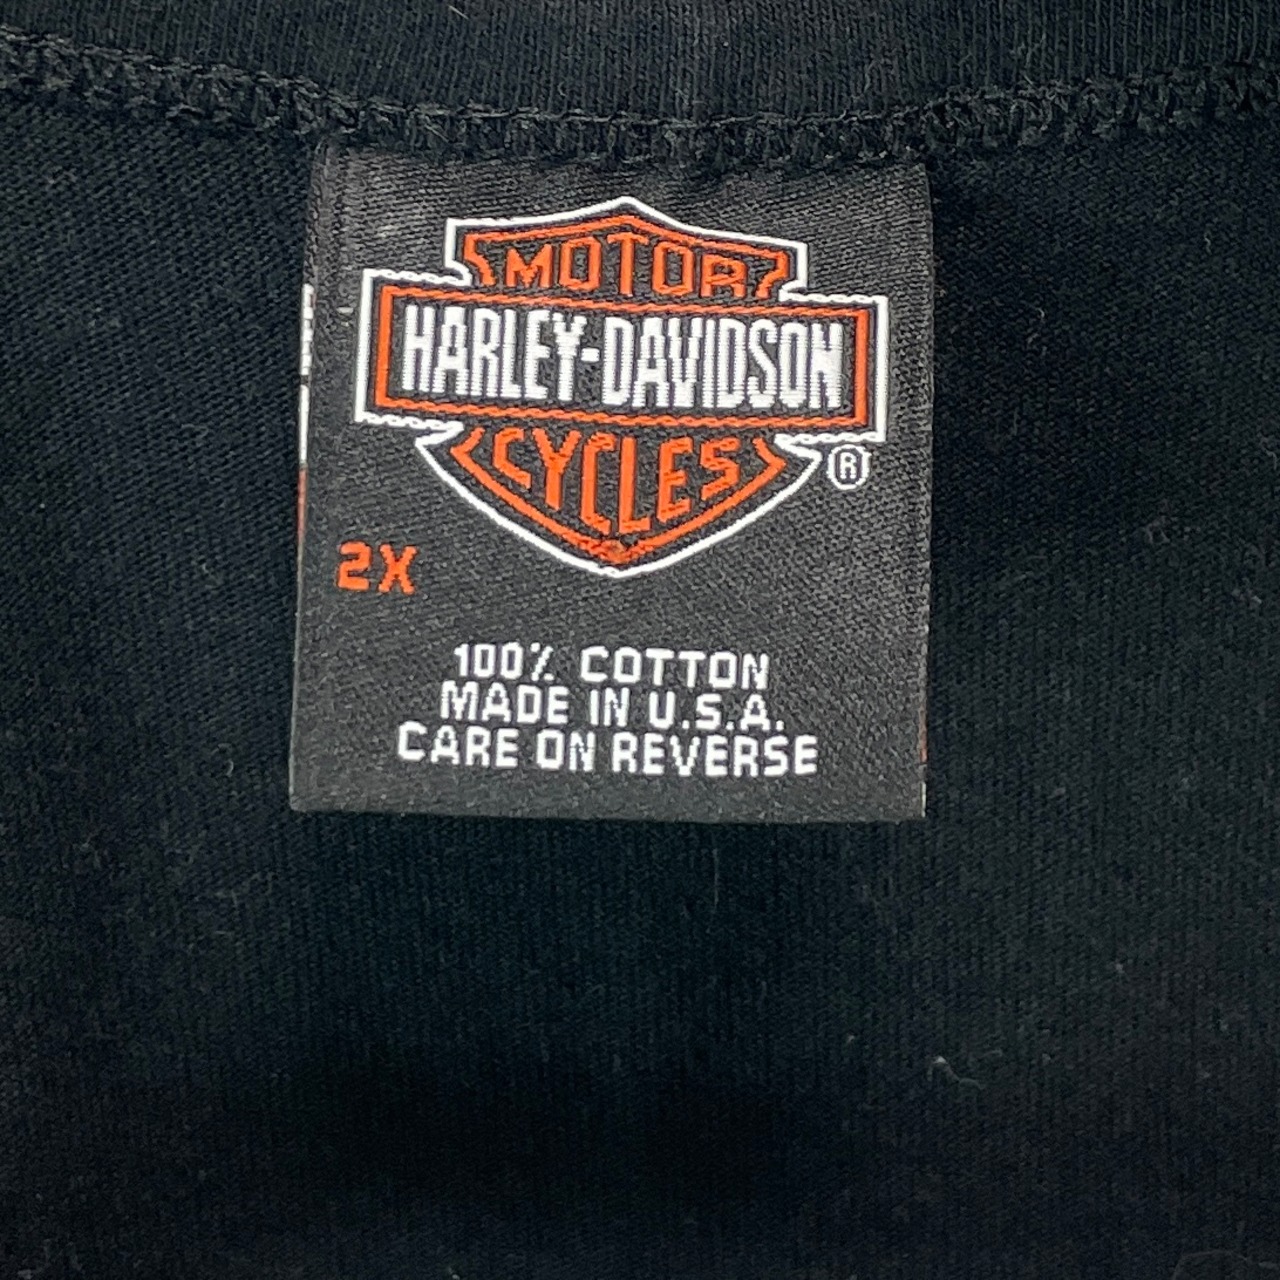 MOTOR
HARLEY-DAVIDSON
CYCLES
®
2X
100% COTTON
MADE IN U.S.A.
CARE ON REVERSE